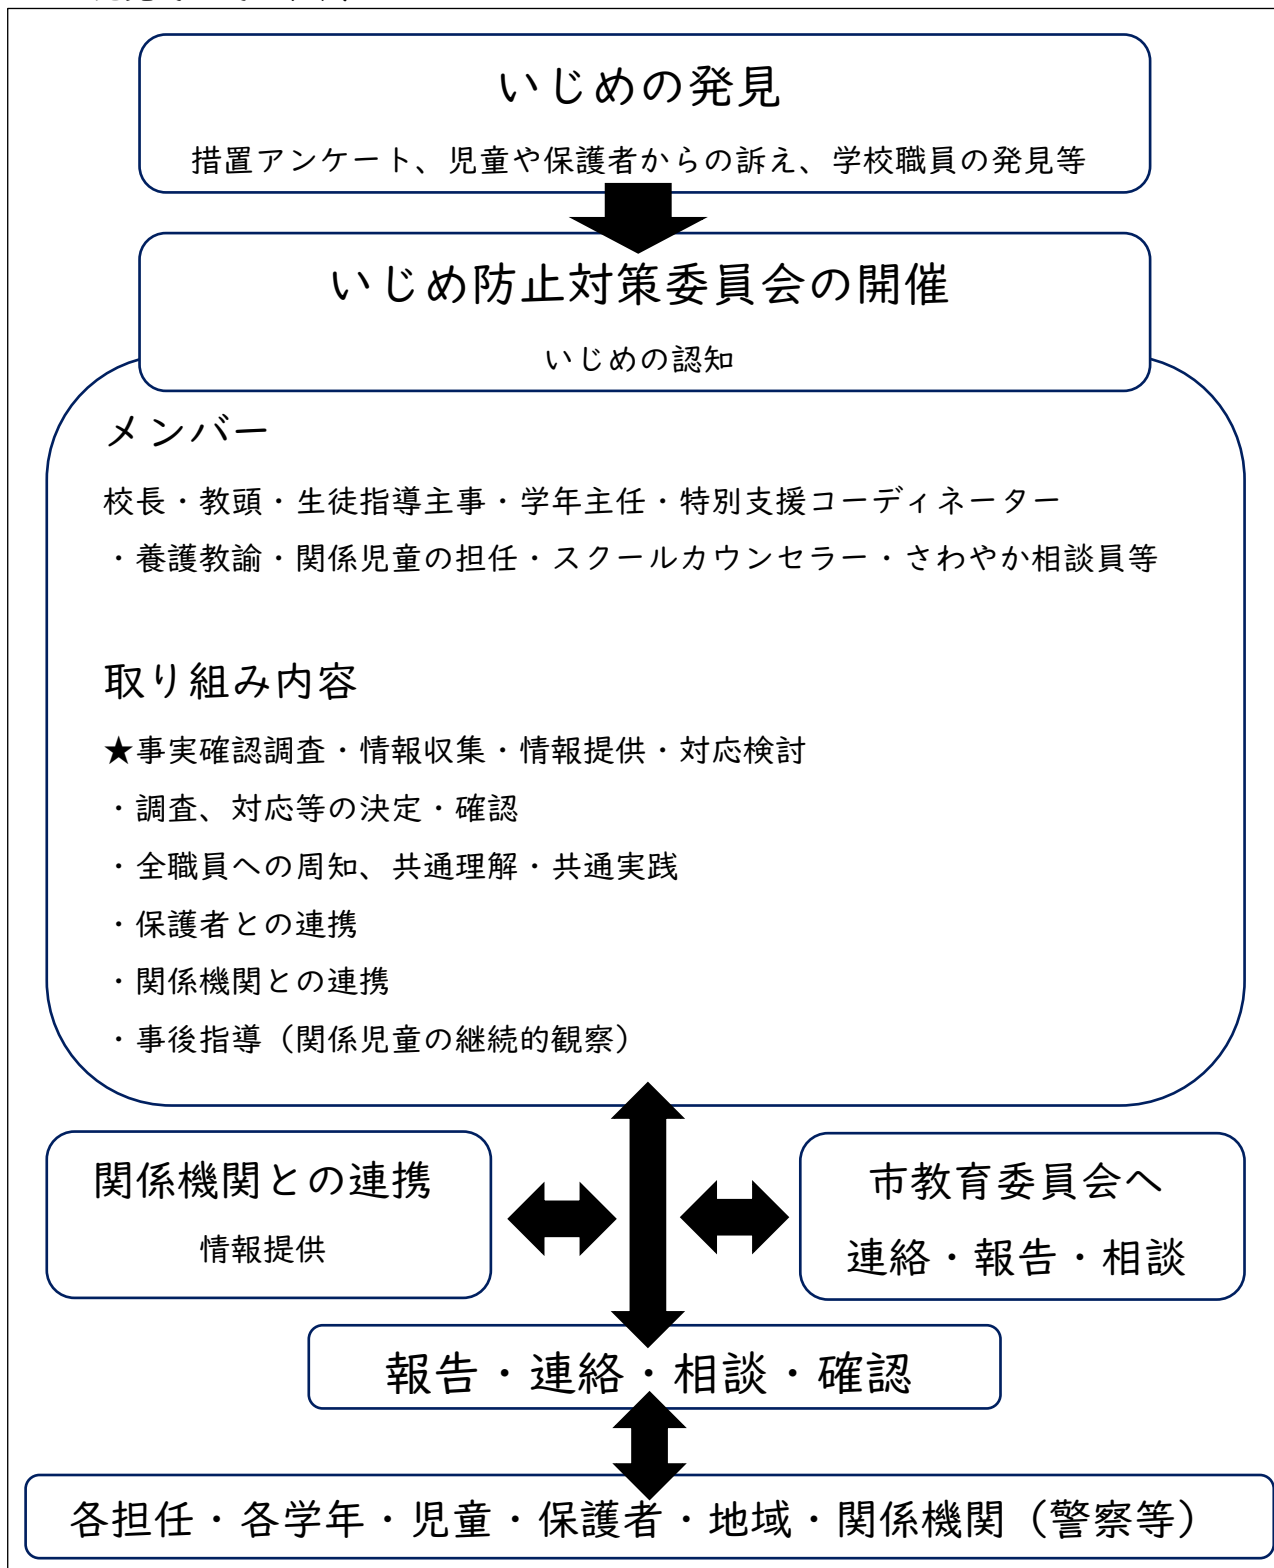 いじめの発見
措置アンケート、児童や保護者からの訴え、学校職員の発見等
いじめ防止対策委員会の開催
いじめの認知
メンバー
校長・教頭・生徒指導主事・学年主任・特別支援コーディネーター
・養護教諭・関係児童の担任・スクールカウンセラー・さわやか相談員等
取り組み内容
★事実確認調査・情報収集・情報提供・対応検討
・調査、対応等の決定・確認
・全職員への周知、共通理解・共通実践
・保護者との連携
・関係機関との連携
・事後指導（関係児童の継続的観察）
関係機関との連携
情報提供
市教育委員会へ
連絡・報告・相談
報告・連絡・相談・確認
各担任・各学年・児童・保護者・地域・関係機関（警察等）